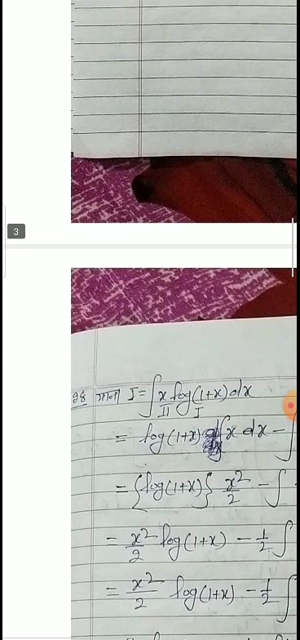 3
28 माना I = ∫ x log(1+x) dx
II I
= log(1+x) ∫ x dx - ∫
= {log(1+x)} x²/2 - ∫
= x²/2 log(1+x) - 1/2 ∫
= x²/2 log(1+x) - 1/2 ∫